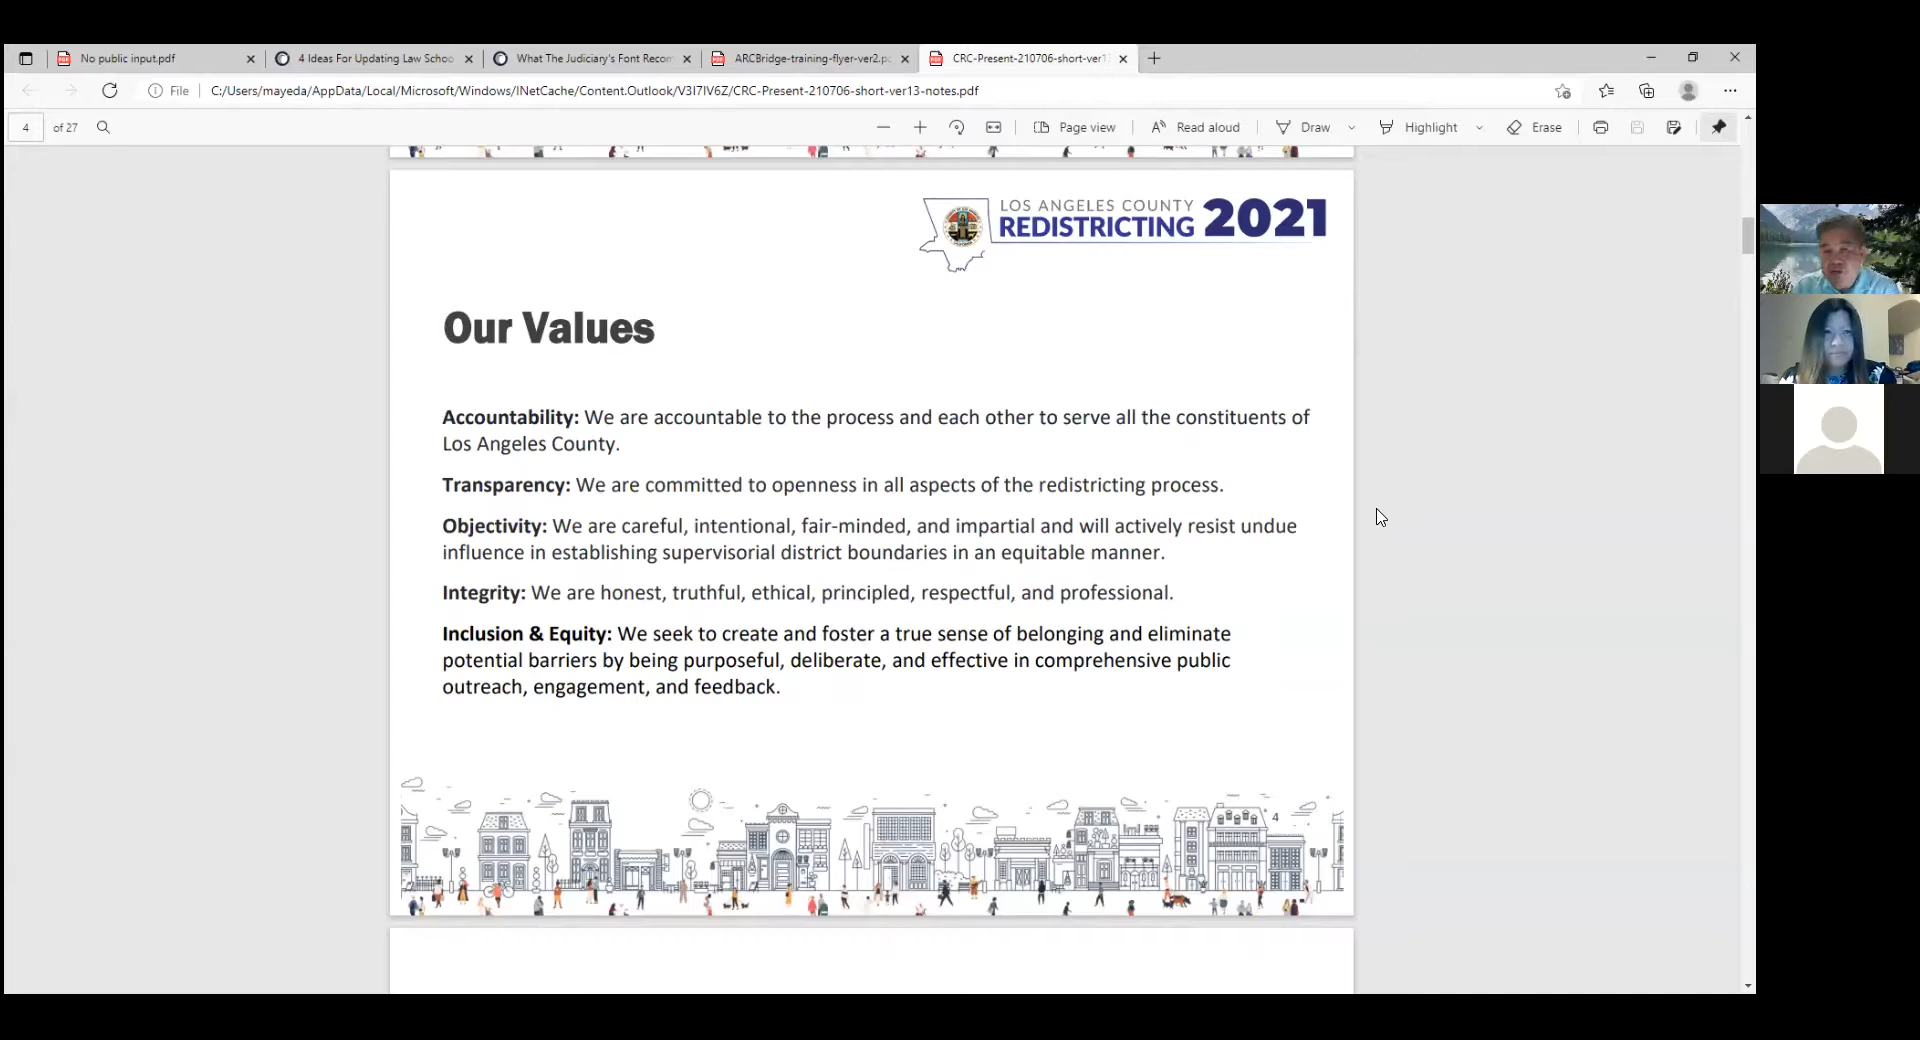 No public input.pdf
4 Ideas For Updating Law Schoo
What The Judiciary's Font Recom
ARCBridge-training-flyer-ver2.pd
CRC-Present-210706-short-ver13
File
C:/Users/mayeda/AppData/Local/Microsoft/Windows/INetCache/Content.Outlook/V3I7IV6Z/CRC-Present-210706-short-ver13-notes.pdf
4 of 27
Page view
Read aloud
Draw
Highlight
Erase
LOS ANGELES COUNTY
REDISTRICTING 2021
Our Values
Accountability: We are accountable to the process and each other to serve all the constituents of
Los Angeles County.
Transparency: We are committed to openness in all aspects of the redistricting process.
Objectivity: We are careful, intentional, fair-minded, and impartial and will actively resist undue
influence in establishing supervisorial district boundaries in an equitable manner.
Integrity: We are honest, truthful, ethical, principled, respectful, and professional.
Inclusion & Equity: We seek to create and foster a true sense of belonging and eliminate
potential barriers by being purposeful, deliberate, and effective in comprehensive public
outreach, engagement, and feedback.
4